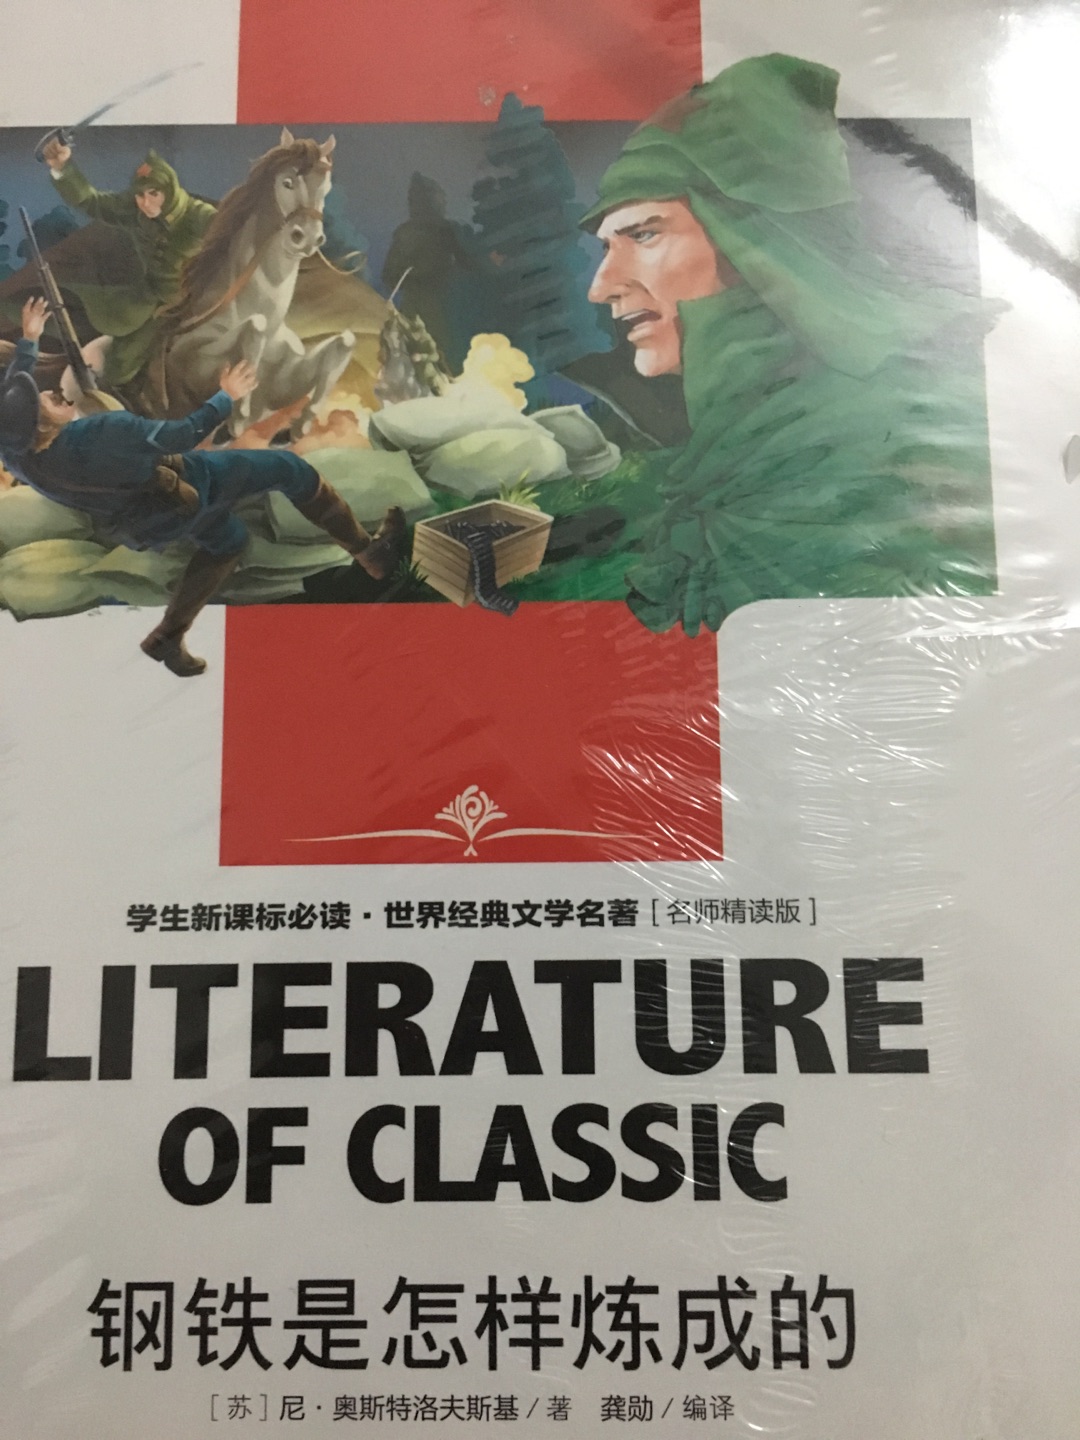 学生新课标必读·世界经典文学名著[名师精读版]
LITERATURE
OF CLASSIC
钢铁是怎样炼成的
[苏]尼·奥斯特洛夫斯基/著 龚勋/编译